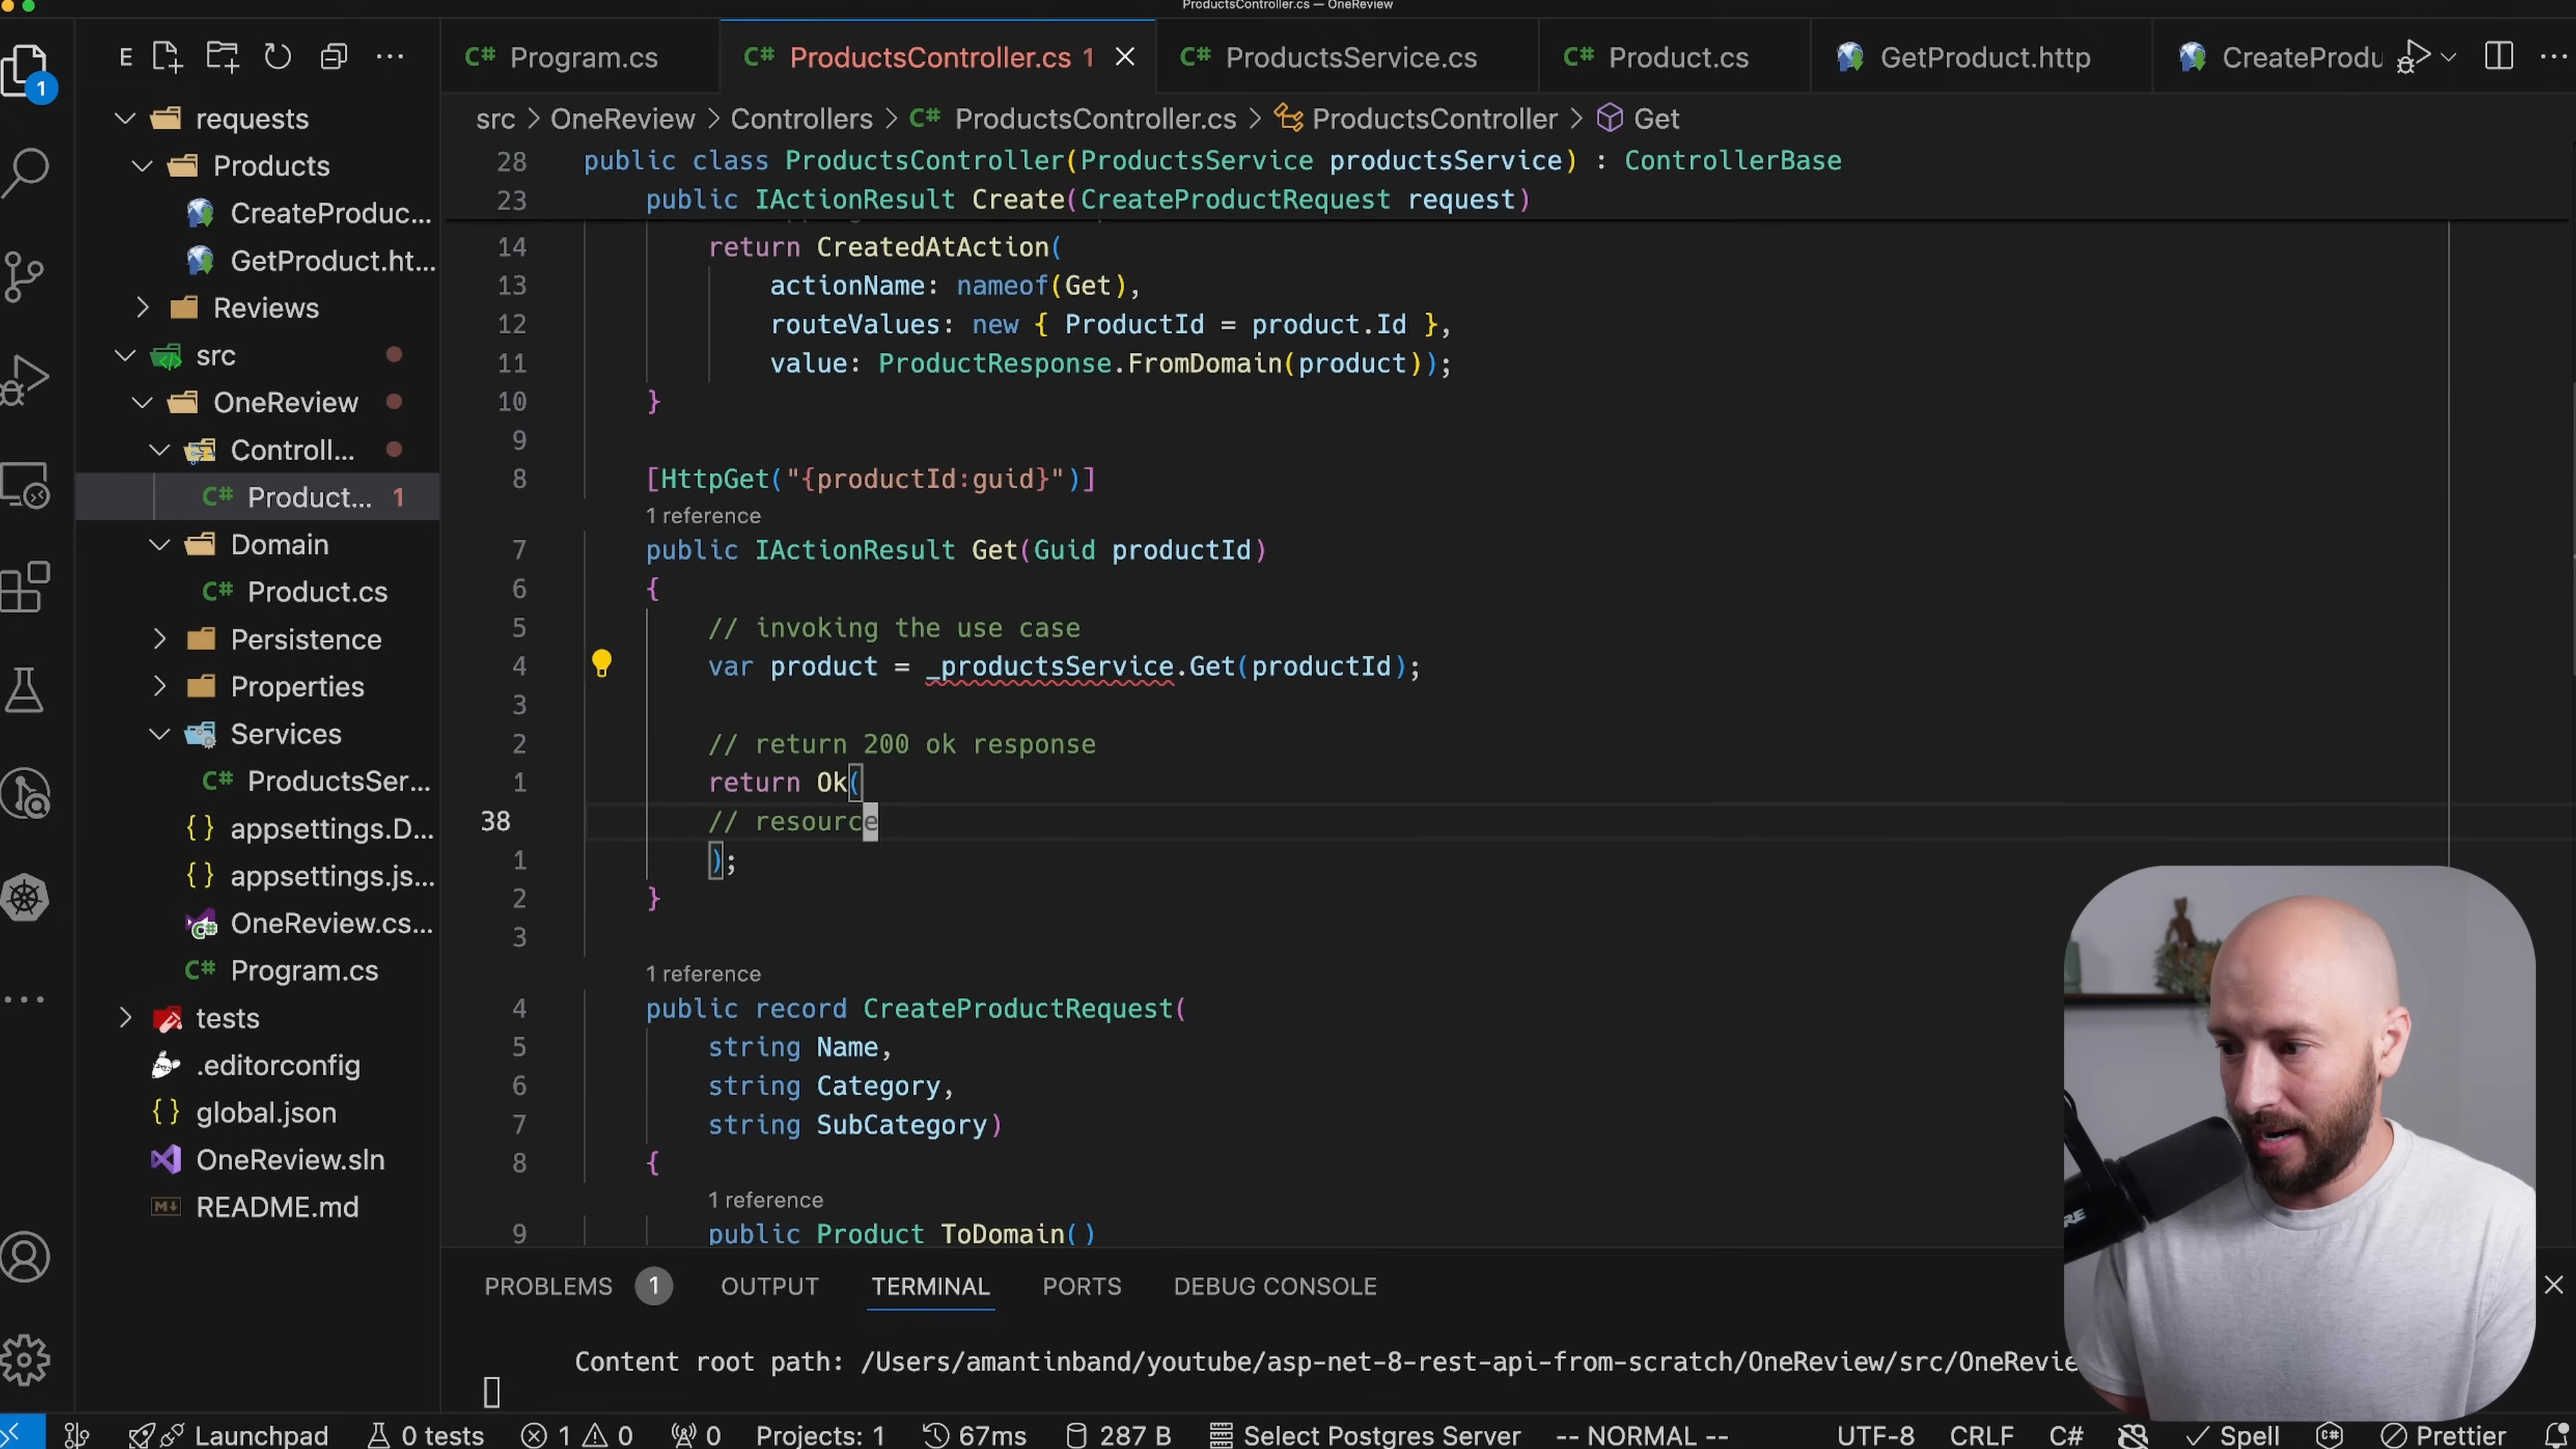 ProductsController.cs — OneReview
E
Program.cs
ProductsController.cs 1
ProductsService.cs
Product.cs
GetProduct.http
CreateProdu
1
requests
Products
CreateProduc...
GetProduct.ht...
Reviews
src
OneReview
Controll...
C# Product... 1
Domain
C# Product.cs
Persistence
Properties
Services
C# ProductsSer...
{} appsettings.D...
{} appsettings.js...
OneReview.cs...
C# Program.cs
tests
.editorconfig
{} global.json
OneReview.sln
README.md
src > OneReview > Controllers > C# ProductsController.cs > ProductsController > Get
28 public class ProductsController(ProductsService productsService) : ControllerBase
23 public IActionResult Create(CreateProductRequest request)
14 return CreatedAtAction(
13 actionName: nameof(Get),
12 routeValues: new { ProductId = product.Id },
11 value: ProductResponse.FromDomain(product));
10 }
9
8 [HttpGet("{productId:guid}")]
1 reference
7 public IActionResult Get(Guid productId)
6 {
5 // invoking the use case
4 var product = _productsService.Get(productId);
3
2 // return 200 ok response
1 return Ok(
38 // resource
1 );
2 }
3
1 reference
4 public record CreateProductRequest(
5 string Name,
6 string Category,
7 string SubCategory)
8 {
1 reference
9 public Product ToDomain()
PROBLEMS 1 OUTPUT TERMINAL PORTS DEBUG CONSOLE
Content root path: /Users/amantinband/youtube/asp-net-8-rest-api-from-scratch/OneReview/src/OneRevie
Launchpad 0 tests 1 0 0 Projects: 1 67ms 287 B Select Postgres Server -- NORMAL -- UTF-8 CRLF C# Spell Prettier